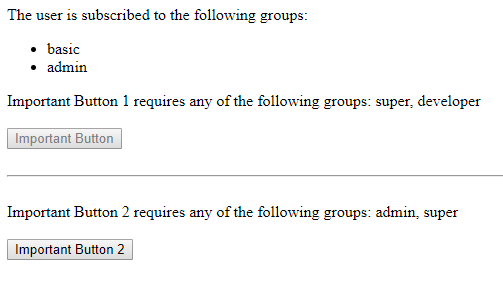 The user is subscribed to the following groups:
basic
admin
Important Button 1 requires any of the following groups: super, developer
Important Button
Important Button 2 requires any of the following groups: admin, super
Important Button 2